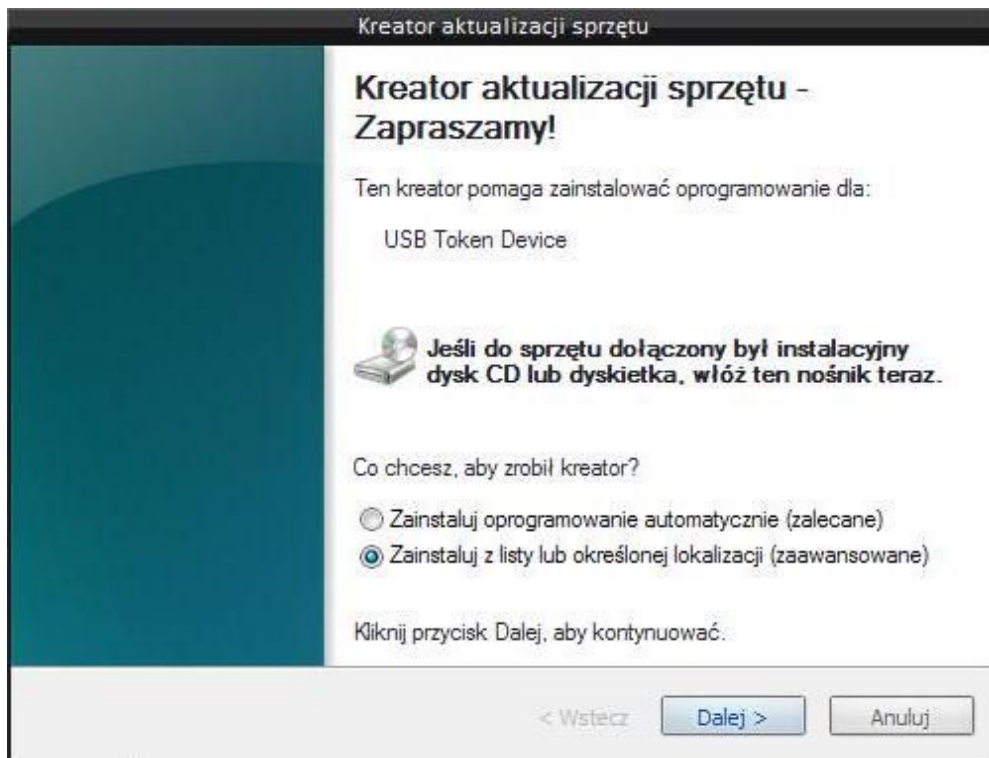 Kreator aktualizacji sprzętu
Kreator aktualizacji sprzętu -
Zapraszamy!
Ten kreator pomaga zainstalować oprogramowanie dla:
USB Token Device
Jeśli do sprzętu dołączony był instalacyjny
dysk CD lub dyskietka, włóż ten nośnik teraz.
Co chcesz, aby zrobił kreator?
Zainstaluj oprogramowanie automatycznie (zalecane)
Zainstaluj z listy lub określonej lokalizacji (zaawansowane)
Kliknij przycisk Dalej, aby kontynuować.
< Wstecz Dalej > Anuluj